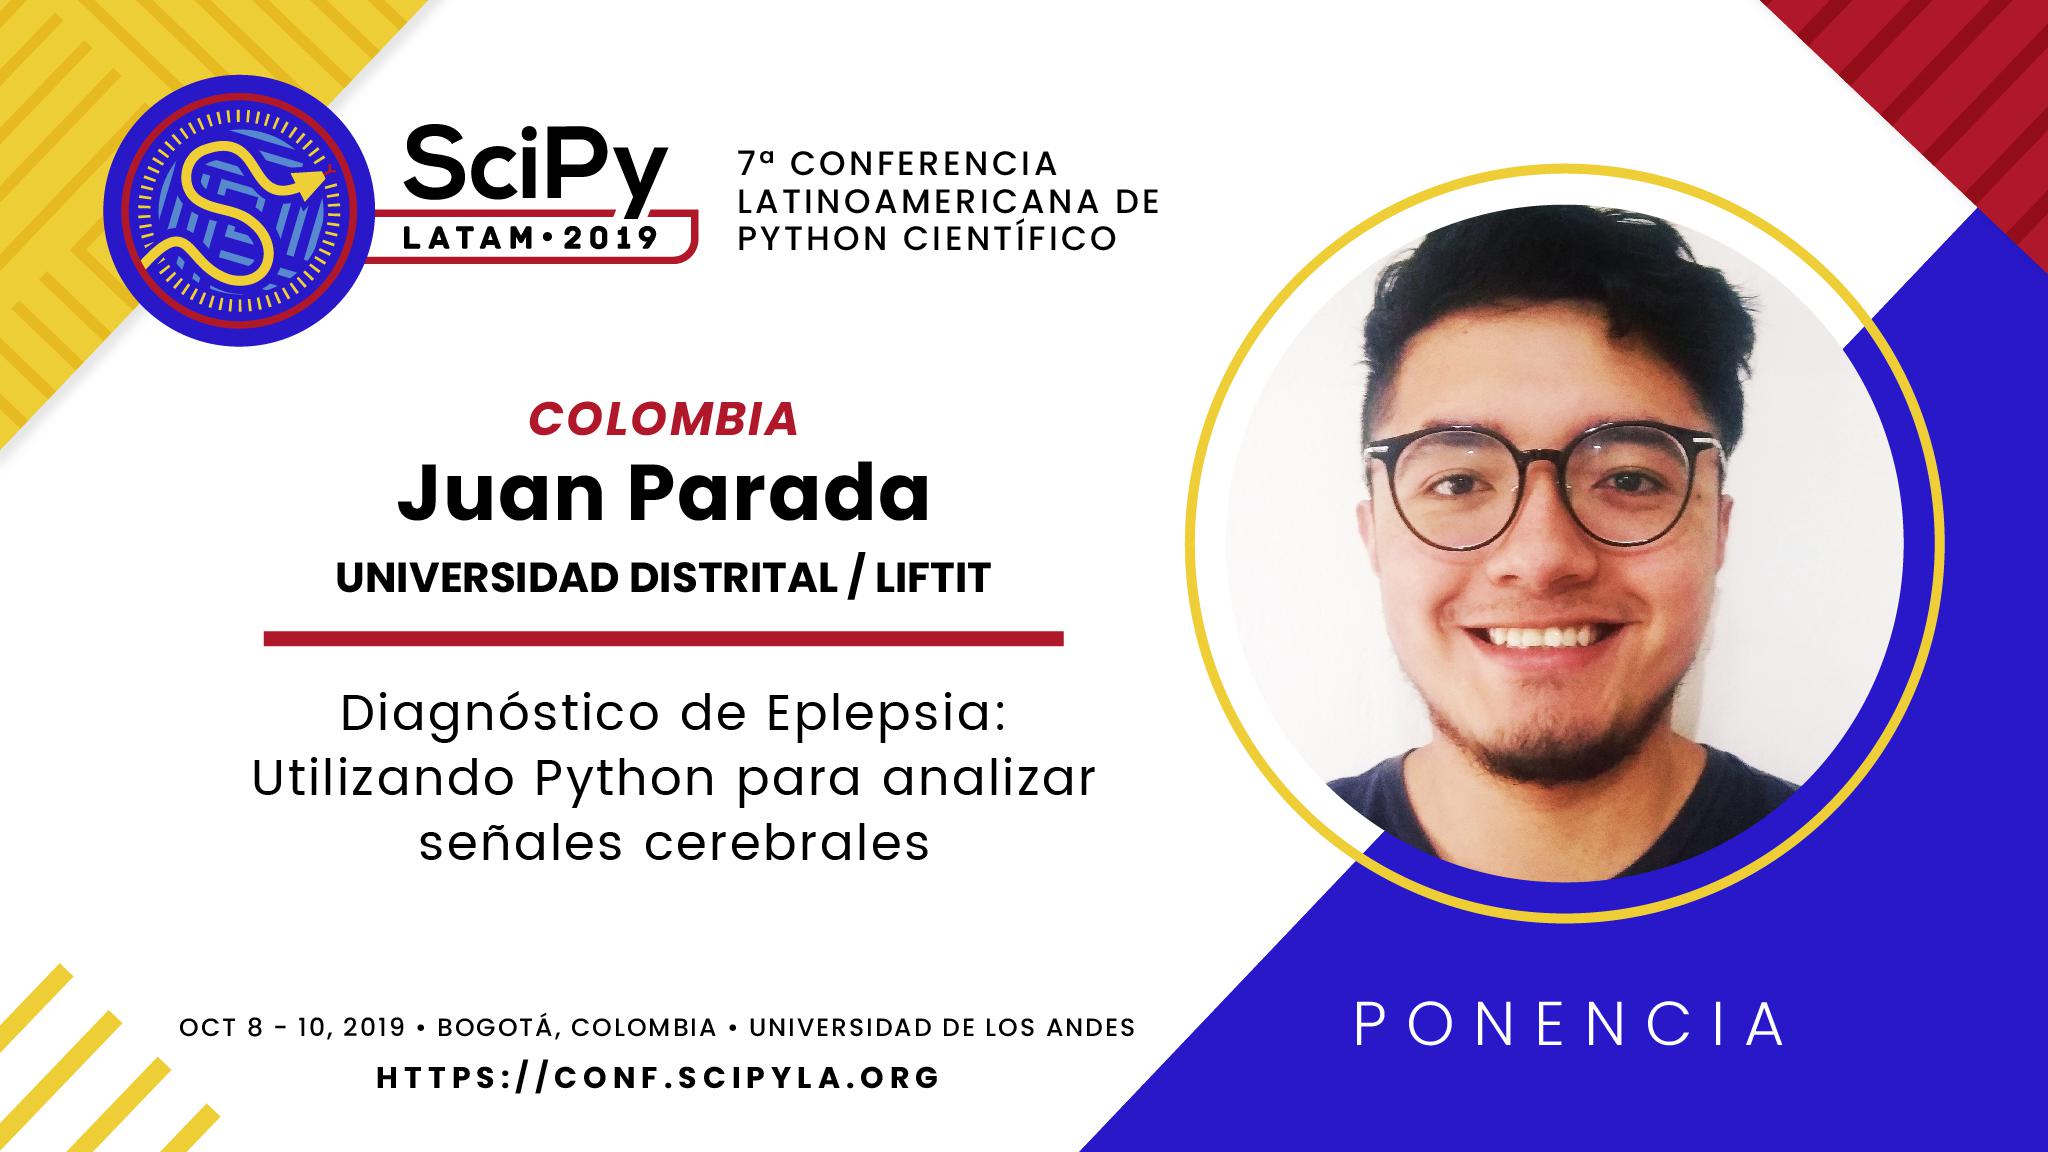 SciPy
LATAM • 2019
7ª CONFERENCIA
LATINOAMERICANA DE
PYTHON CIENTÍFICO
COLOMBIA
Juan Parada
UNIVERSIDAD DISTRITAL / LIFTIT
Diagnóstico de Eplepsia:
Utilizando Python para analizar
señales cerebrales
OCT 8 - 10, 2019 • BOGOTÁ, COLOMBIA • UNIVERSIDAD DE LOS ANDES
HTTPS://CONF.SCIPYLA.ORG
PONENCIA